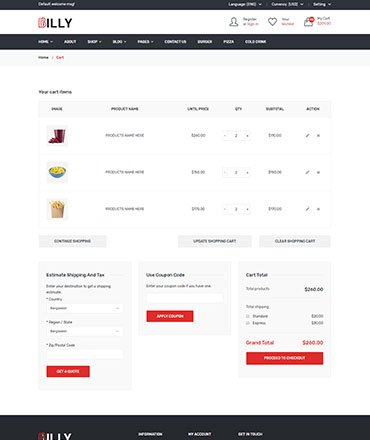 Default welcome msg!
Language (ENG)
Currency (USD)
Setting
BILLY
Register
or Sign in
Your
Wishlist
My Cart
HOME
ABOUT
SHOP
BLOG
PAGES
CONTACT US
BURGER
PIZZA
COLD DRINK
Home / Cart
Your cart items
IMAGE
PRODUCT NAME
UNTIL PRICE
QTY
SUBTOTAL
ACTION
PRODUCTS NAME HERE
$260.00
- 2 +
$110.00
PRODUCTS NAME HERE
$150.00
- 2 +
$150.00
PRODUCTS NAME HERE
$170.00
- 2 +
$170.00
CONTINUE SHOPPING
UPDATE SHOPPING CART
CLEAR SHOPPING CART
Estimate Shipping And Tax
Enter your destination to get a shipping
estimate.
* Country
Bangladesh
* Region / State
Bangladesh
* Zip/Postal Code
GET A QUOTE
Use Coupon Code
Enter your coupon code if you have one.
APPLY COUPON
Cart Total
Total products
$260.00
Total shipping
Standard
$20.00
Express
$30.00
Grand Total
$260.00
PROCEED TO CHECKOUT
BILLY
INFORMATION
MY ACCOUNT
GET IN TOUCH